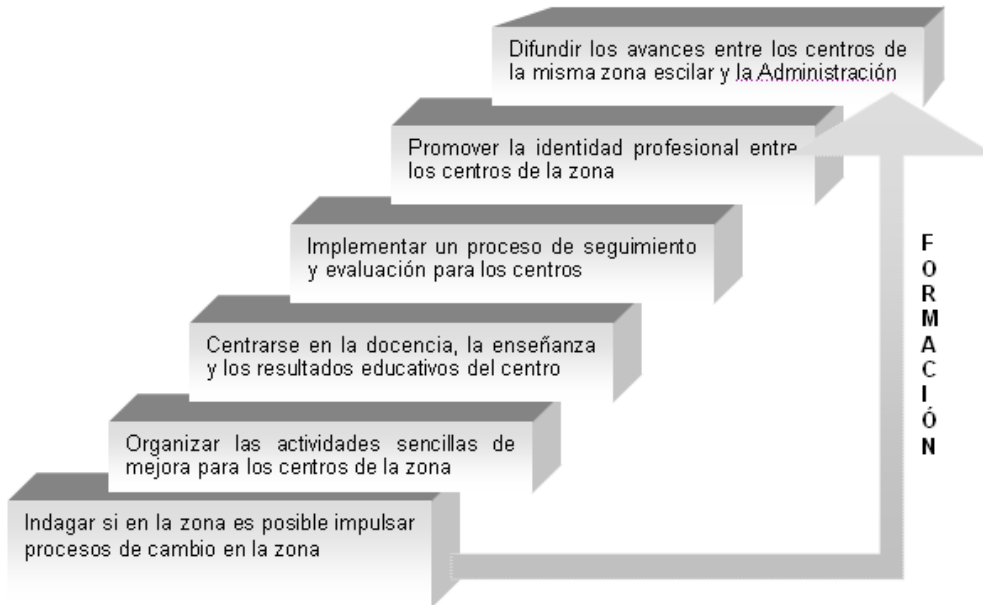 Difundir los avances entre los centros de
la misma zona escilar y la Administración
Promover la identidad profesional entre
los centros de la zona
Implementar un proceso de seguimiento
y evaluación para los centros
Centrarse en la docencia, la enseñanza
y los resultados educativos del centro
Organizar las actividades sencillas de
mejora para los centros de la zona
Indagar si en la zona es posible impulsar
procesos de cambio en la zona
FORMACIÓN